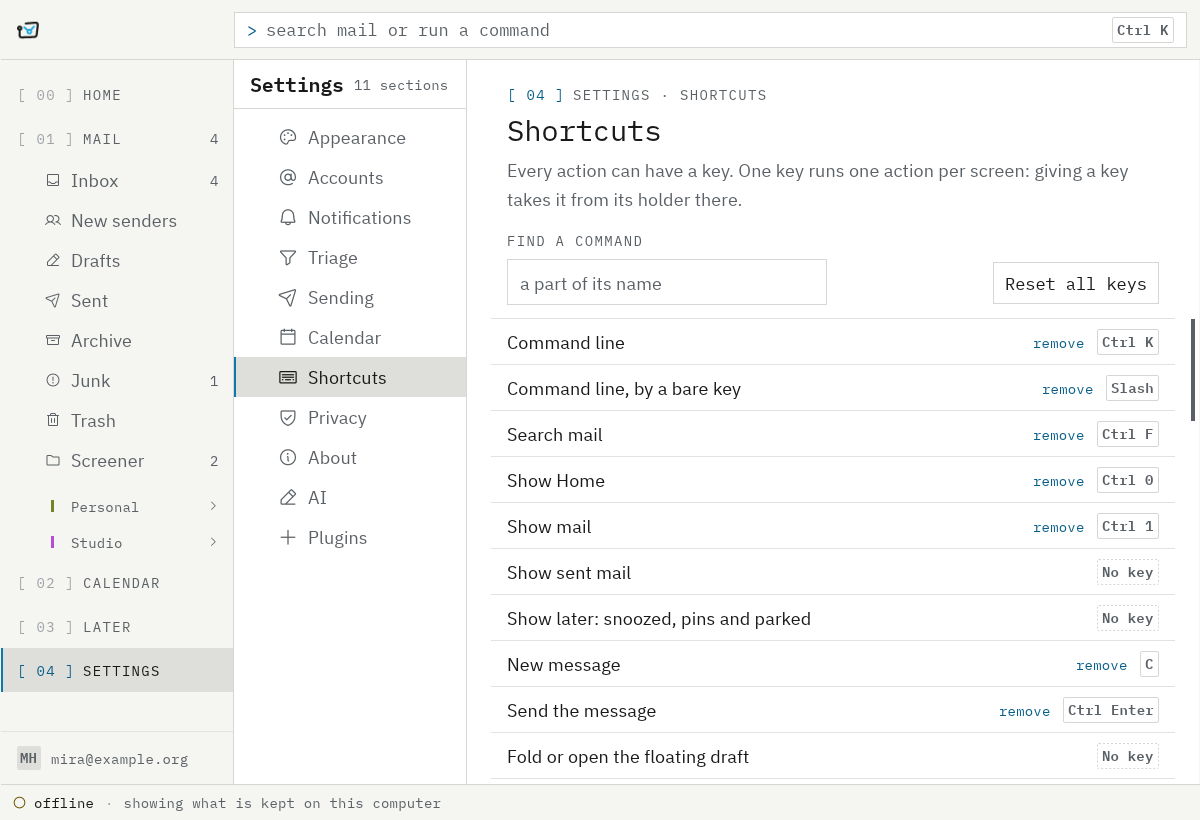 > search mail or run a command
Ctrl K
[ 00 ] HOME
[ 01 ] MAIL 4
Inbox 4
New senders
Drafts
Sent
Archive
Junk 1
Trash
Screener 2
Personal
Studio
[ 02 ] CALENDAR
[ 03 ] LATER
[ 04 ] SETTINGS
MH mira@example.org
Settings 11 sections
Appearance
Accounts
Notifications
Triage
Sending
Calendar
Shortcuts
Privacy
About
AI
Plugins
[ 04 ] SETTINGS · SHORTCUTS
Shortcuts
Every action can have a key. One key runs one action per screen: giving a key
takes it from its holder there.
FIND A COMMAND
a part of its name
Reset all keys
Command line remove Ctrl K
Command line, by a bare key remove Slash
Search mail remove Ctrl F
Show Home remove Ctrl 0
Show mail remove Ctrl 1
Show sent mail No key
Show later: snoozed, pins and parked No key
New message remove C
Send the message remove Ctrl Enter
Fold or open the floating draft No key
offline · showing what is kept on this computer